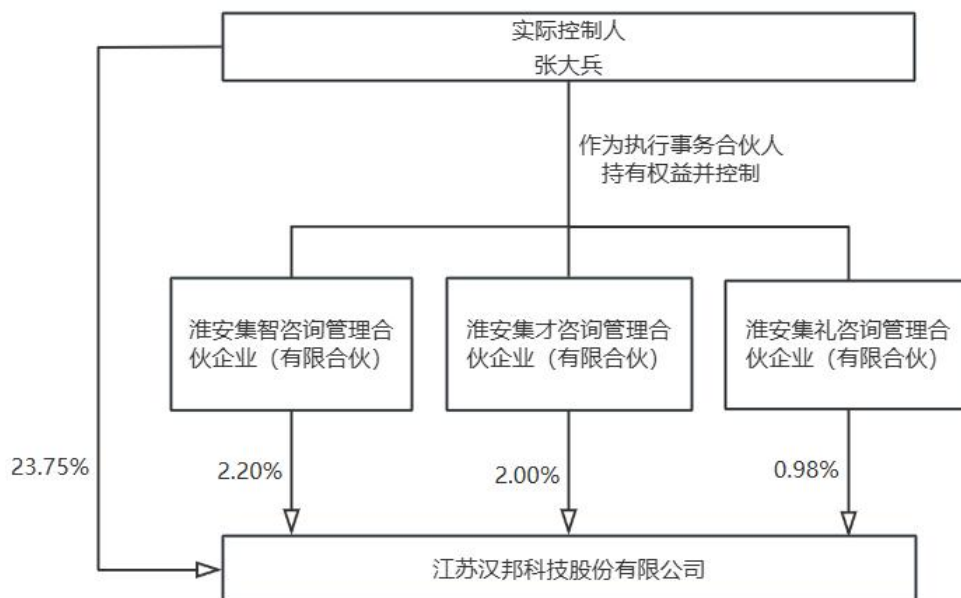 实际控制人
张大兵
作为执行事务合伙人
持有权益并控制
淮安集智咨询管理合
伙企业（有限合伙）
淮安集才咨询管理合
伙企业（有限合伙）
淮安集礼咨询管理合
伙企业（有限合伙）
23.75%
2.20%
2.00%
0.98%
江苏汉邦科技股份有限公司